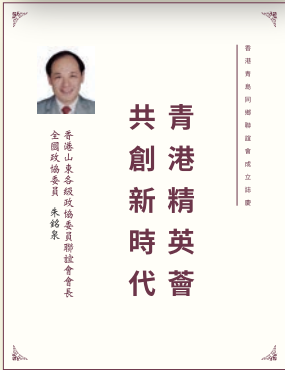 香港青島同鄉聯誼會成立誌慶
青港精英薈
共創新時代
香港山東各級政協委員聯誼會會長
全國政協委員 朱銘泉